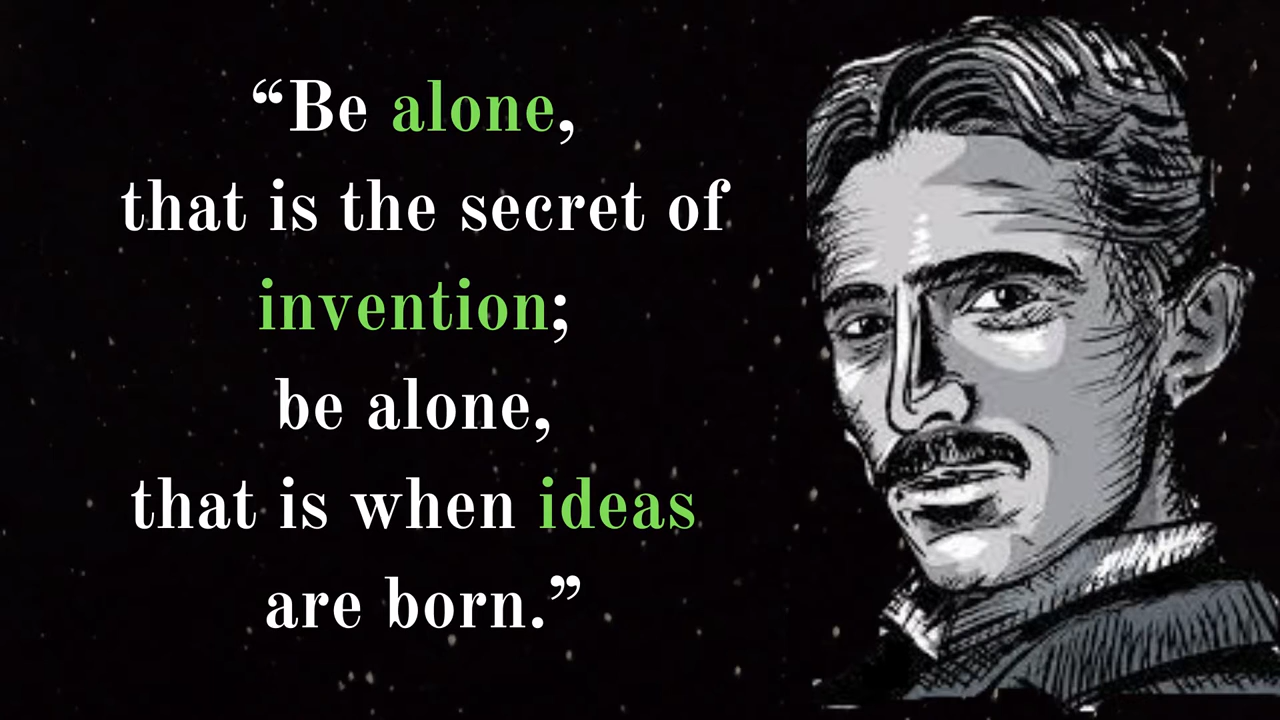 “Be alone,
that is the secret of
invention;
be alone,
that is when ideas
are born.”